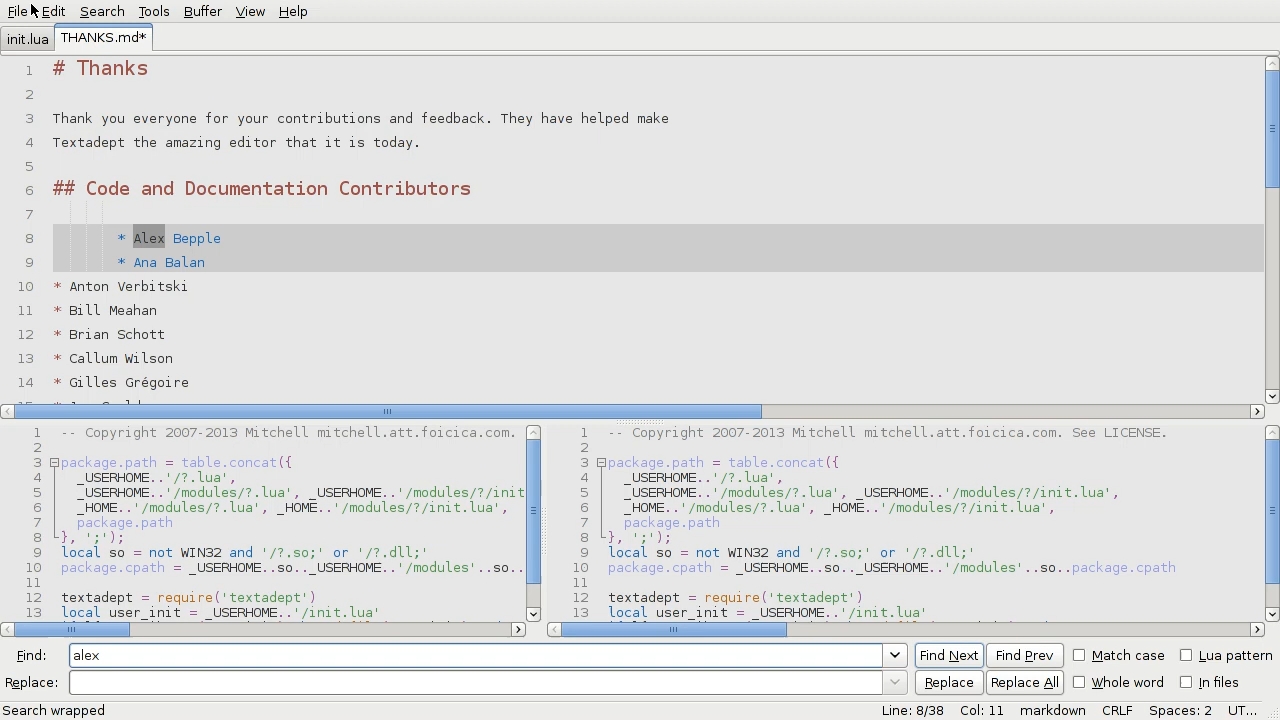 File Edit Search Tools Buffer View Help
init.lua THANKS.md*
1 # Thanks
2
3 Thank you everyone for your contributions and feedback. They have helped make
4 Textadept the amazing editor that it is today.
5
6 ## Code and Documentation Contributors
7
8 * Alex Bepple
9 * Ana Balan
10 * Anton Verbitski
11 * Bill Meahan
12 * Brian Schott
13 * Callum Wilson
14 * Gilles Grégoire
1 -- Copyright 2007-2013 Mitchell mitchell.att.foicica.com.
2
3 package.path = table.concat({
4 _USERHOME..'/?.lua',
5 _USERHOME..'/modules/?.lua', _USERHOME..'/modules/?/init
6 _HOME..'/modules/?.lua', _HOME..'/modules/?/init.lua',
7 package.path
8 }, ';');
9 local so = not WIN32 and '/?.so;' or '/?.dll;'
10 package.cpath = _USERHOME..so.._USERHOME..'/modules'..so..
11
12 textadept = require('textadept')
13 local user_init = _USERHOME..'/init.lua'
1 -- Copyright 2007-2013 Mitchell mitchell.att.foicica.com. See LICENSE.
2
3 package.path = table.concat({
4 _USERHOME..'/?.lua',
5 _USERHOME..'/modules/?.lua', _USERHOME..'/modules/?/init.lua',
6 _HOME..'/modules/?.lua', _HOME..'/modules/?/init.lua',
7 package.path
8 }, ';');
9 local so = not WIN32 and '/?.so;' or '/?.dll;'
10 package.cpath = _USERHOME..so.._USERHOME..'/modules'..so..package.cpath
11
12 textadept = require('textadept')
13 local user_init = _USERHOME..'/init.lua'
Find: alex Find Next Find Prev Match case Lua pattern
Replace: Replace Replace All Whole word In files
Search wrapped Line: 8/38 Col: 11 markdown CRLF Spaces: 2 UT...